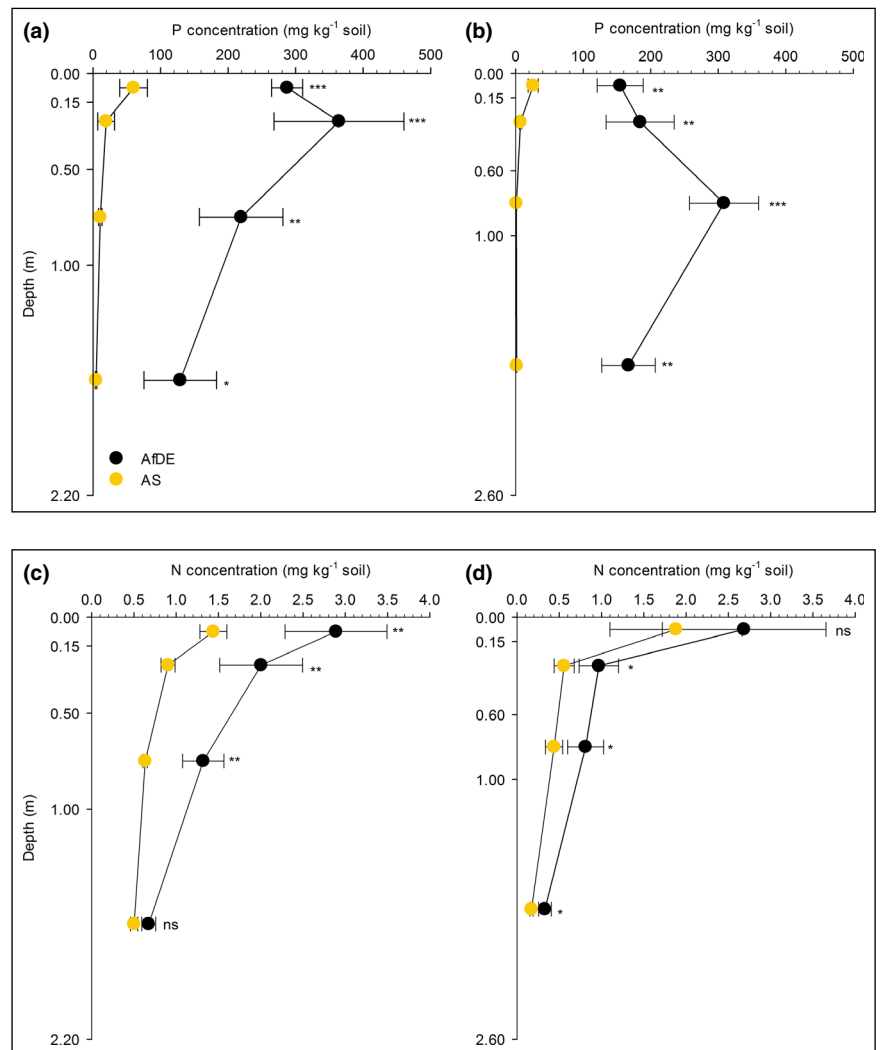 (a)
P concentration (mg kg⁻¹ soil)
0 100 200 300 400 500
0.00
0.15
0.50
1.00
2.20
Depth (m)
***
***
**
*
AfDE
AS
(b)
P concentration (mg kg⁻¹ soil)
0 100 200 300 400 500
0.00
0.15
0.60
1.00
2.60
**
**
***
**
(c)
N concentration (mg kg⁻¹ soil)
0.0 0.5 1.0 1.5 2.0 2.5 3.0 3.5 4.0
0.00
0.15
0.50
1.00
2.20
Depth (m)
**
**
**
ns
(d)
N concentration (mg kg⁻¹ soil)
0.0 0.5 1.0 1.5 2.0 2.5 3.0 3.5 4.0
0.00
0.15
0.60
1.00
2.60
ns
*
*
*